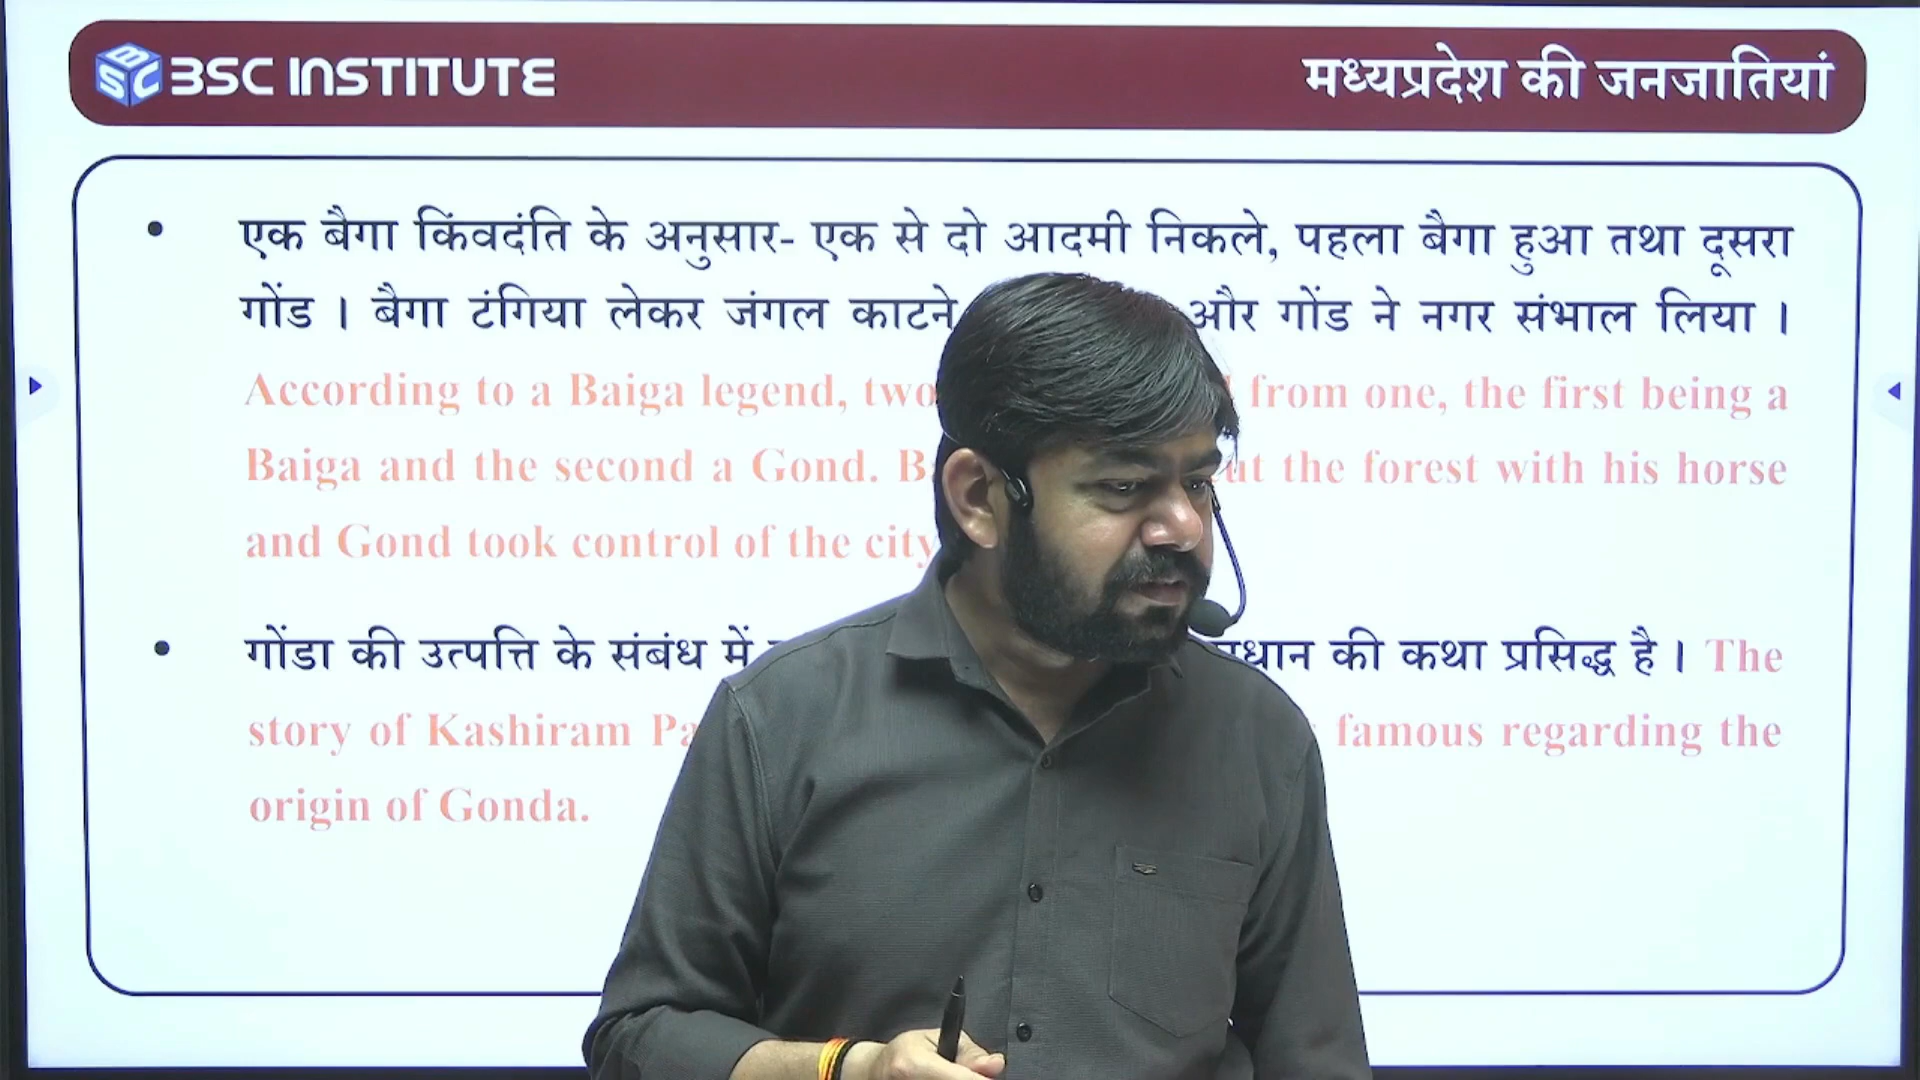 BSC
BSC INSTITUTE
मध्यप्रदेश की जनजातियां
• एक बैगा किंवदंति के अनुसार- एक से दो आदमी निकले, पहला बैगा हुआ तथा दूसरा
गोंड । बैगा टंगिया लेकर जंगल काटने और गोंड ने नगर संभाल लिया ।
According to a Baiga legend, two from one, the first being a
Baiga and the second a Gond. the forest with his horse
and Gond took control of the city
• गोंडा की उत्पत्ति के संबंध में की कथा प्रसिद्ध है । The
story of Kashiram famous regarding the
origin of Gonda.